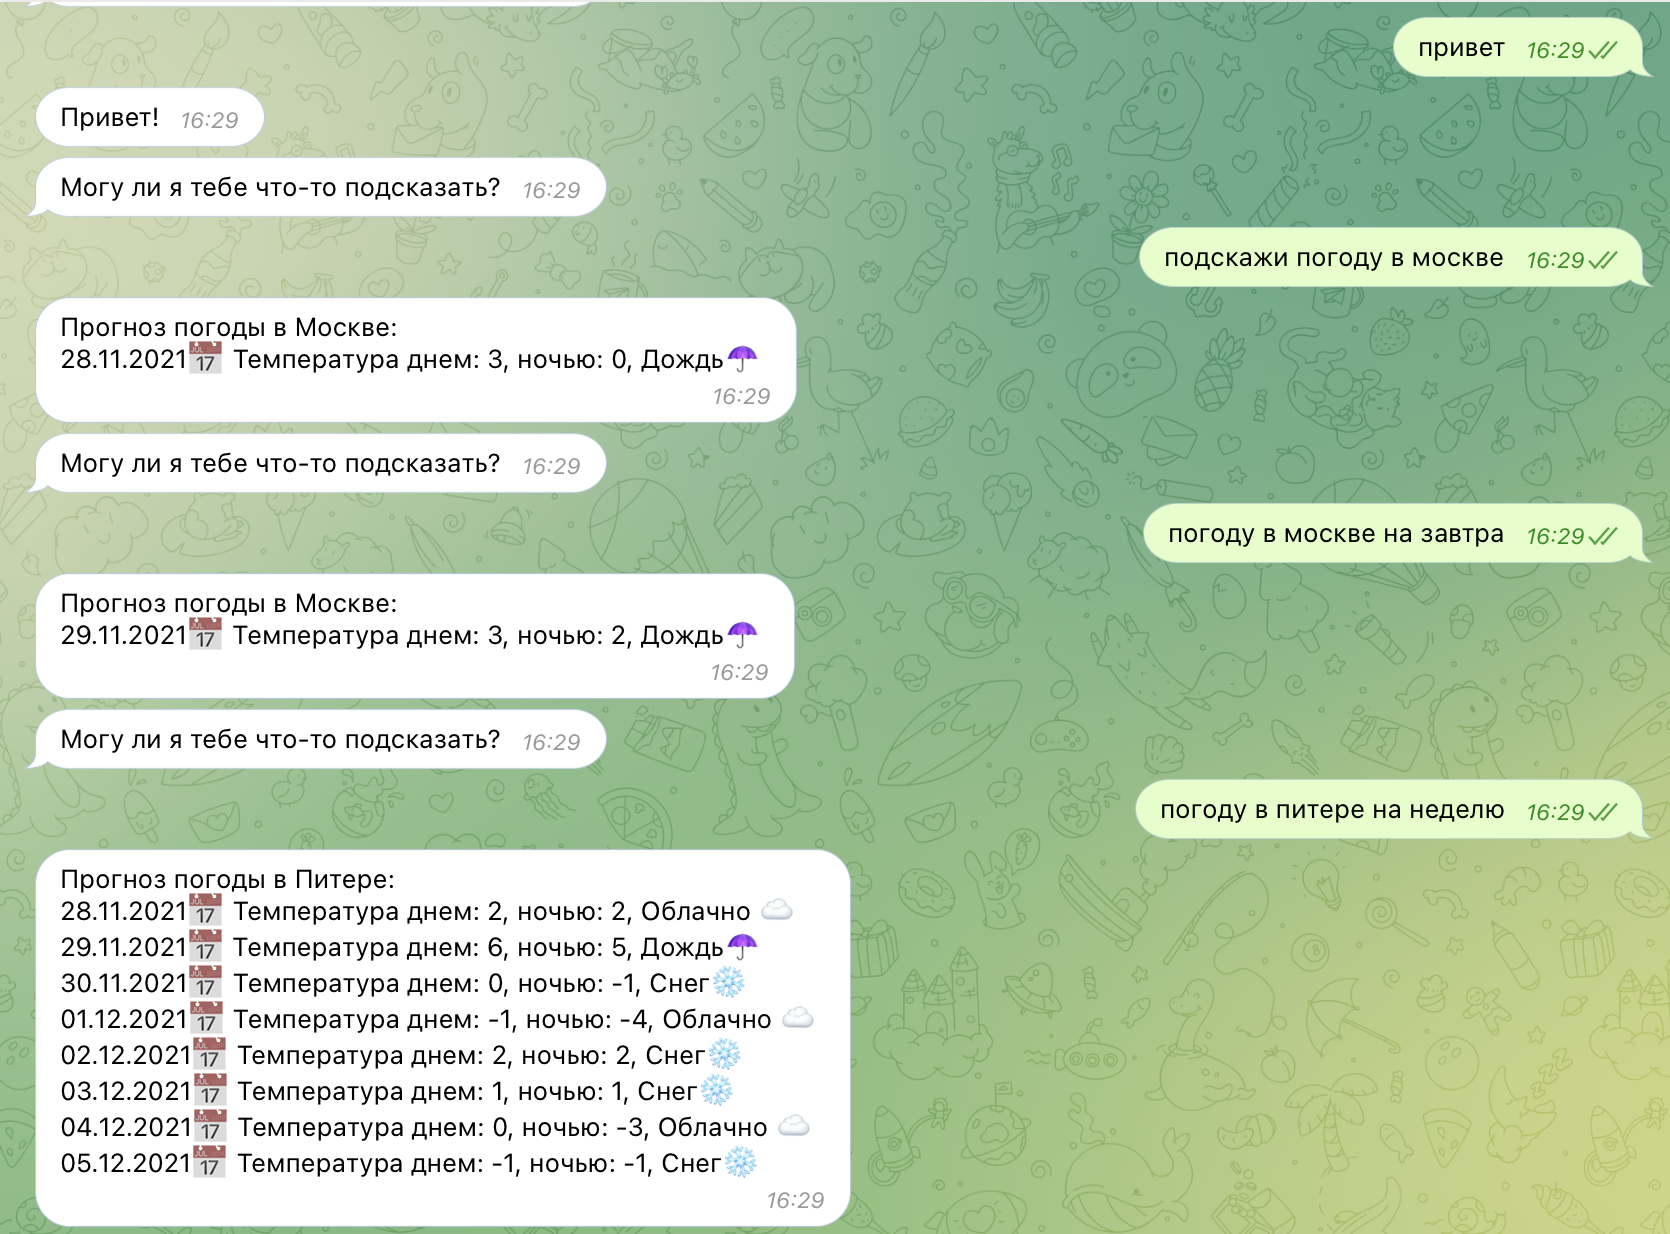 привет 16:29
Привет! 16:29
Могу ли я тебе что-то подсказать? 16:29
подскажи погоду в москве 16:29
Прогноз погоды в Москве:
28.11.2021📅 Температура днем: 3, ночью: 0, Дождь☂
16:29
Могу ли я тебе что-то подсказать? 16:29
погоду в москве на завтра 16:29
Прогноз погоды в Москве:
29.11.2021📅 Температура днем: 3, ночью: 2, Дождь☂
16:29
Могу ли я тебе что-то подсказать? 16:29
погоду в питере на неделю 16:29
Прогноз погоды в Питере:
28.11.2021📅 Температура днем: 2, ночью: 2, Облачно ☁
29.11.2021📅 Температура днем: 6, ночью: 5, Дождь☂
30.11.2021📅 Температура днем: 0, ночью: -1, Снег❄
01.12.2021📅 Температура днем: -1, ночью: -4, Облачно ☁
02.12.2021📅 Температура днем: 2, ночью: 2, Снег❄
03.12.2021📅 Температура днем: 1, ночью: 1, Снег❄
04.12.2021📅 Температура днем: 0, ночью: -3, Облачно ☁
05.12.2021📅 Температура днем: -1, ночью: -1, Снег❄
16:29